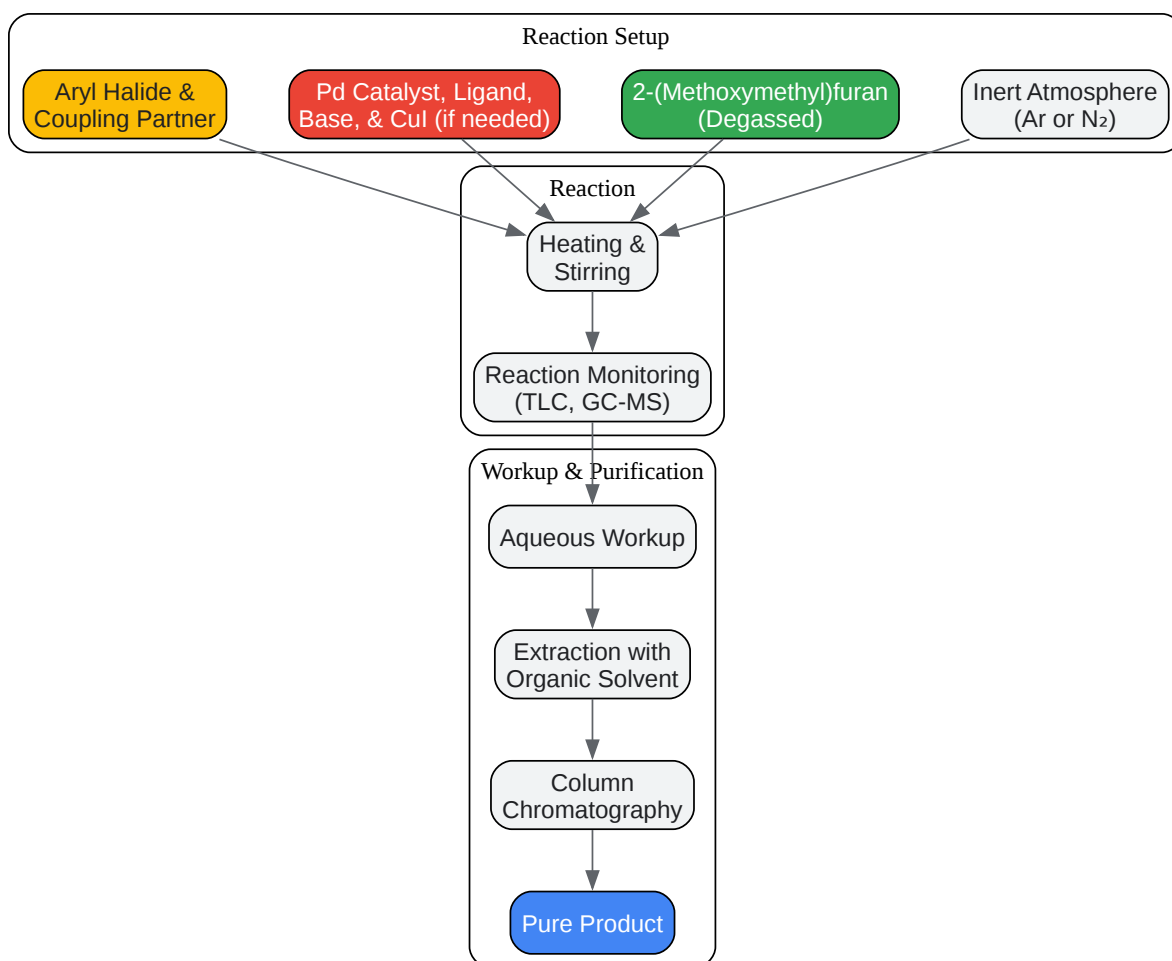 Reaction Setup
Aryl Halide &
Coupling Partner
Pd Catalyst, Ligand,
Base, & CuI (if needed)
2-(Methoxymethyl)furan
(Degassed)
Inert Atmosphere
(Ar or N₂)
Reaction
Heating &
Stirring
Reaction Monitoring
(TLC, GC-MS)
Workup & Purification
Aqueous Workup
Extraction with
Organic Solvent
Column
Chromatography
Pure Product